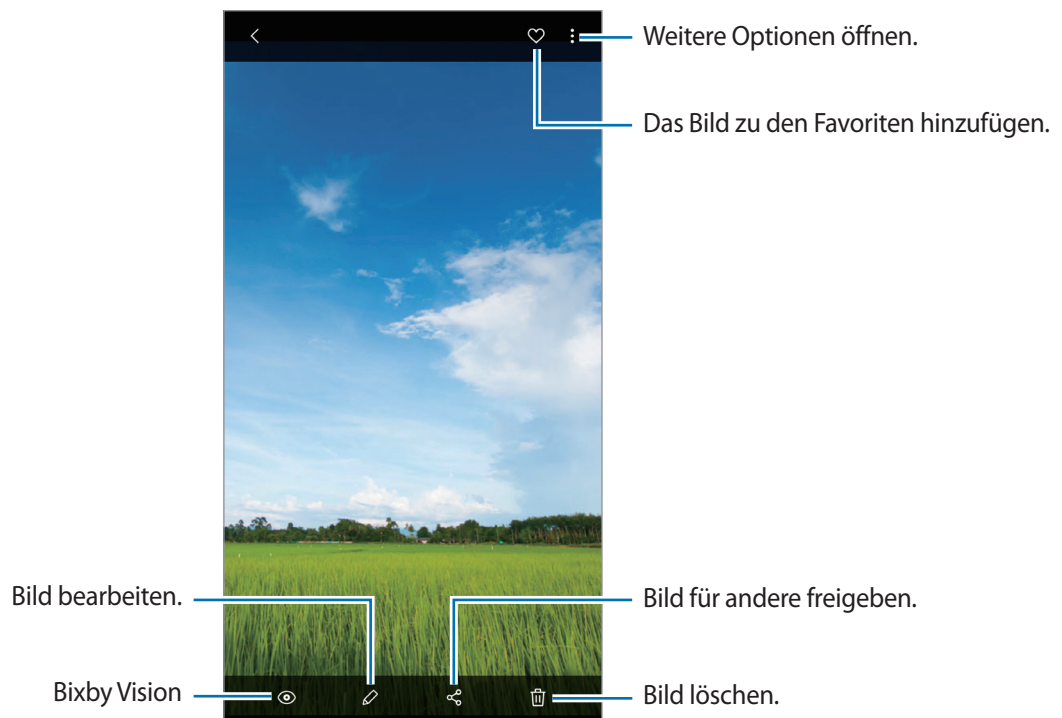 Weitere Optionen öffnen.
Das Bild zu den Favoriten hinzufügen.
Bild bearbeiten.
Bild für andere freigeben.
Bixby Vision
Bild löschen.